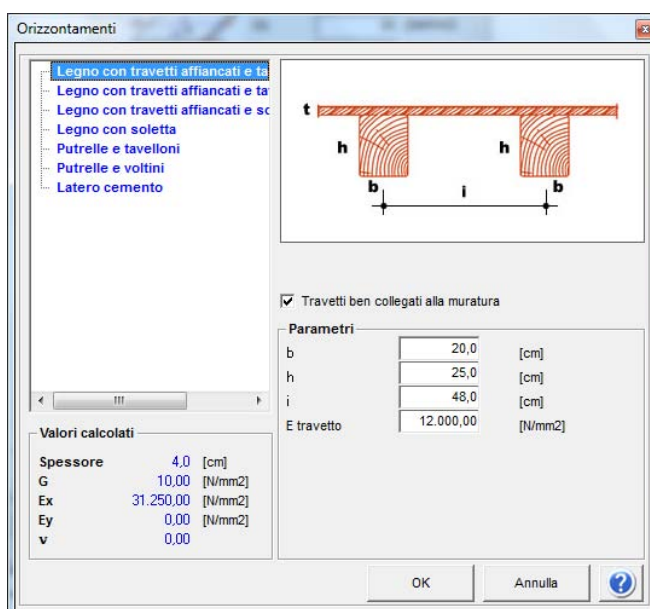 Orizzontamenti
Legno con travetti affiancati e ta
Legno con travetti affiancati e ta
Legno con travetti affiancati e so
Legno con soletta
Putrelle e tavelloni
Putrelle e voltini
Latero cemento
t
h h
b i b
Travetti ben collegati alla muratura
Parametri
b 20,0 [cm]
h 25,0 [cm]
i 48,0 [cm]
E travetto 12.000,00 [N/mm2]
Valori calcolati
Spessore 4,0 [cm]
G 10,00 [N/mm2]
Ex 31.250,00 [N/mm2]
Ey 0,00 [N/mm2]
ν 0,00
OK Annulla ?